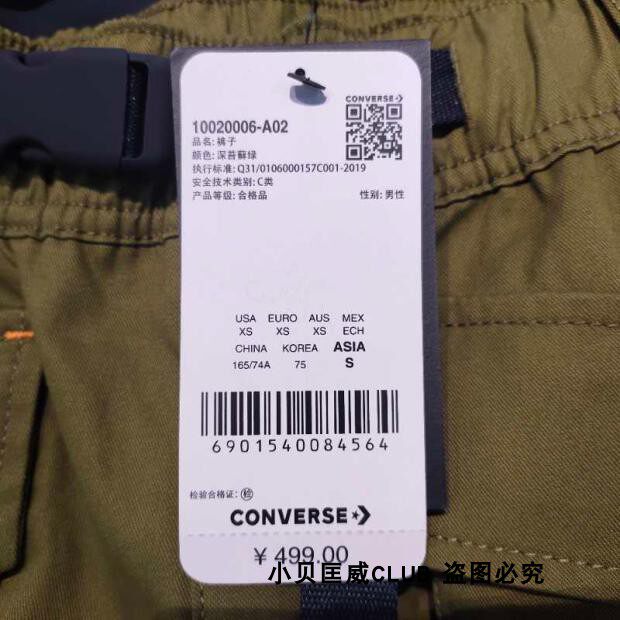 CONVERSE
10020006-A02
品名: 裤子
颜色: 深苔藓绿
执行标准: Q31/0106000157C001-2019
安全技术类别: C类
产品等级: 合格品 性别: 男性
USA EURO AUS MEX
XS XS XS ECH
CHINA KOREA ASIA
165/74A 75 S
6901540084564
检验合格证: 检
CONVERSE
¥ 499.00
小贝匡威CLUB 盗图必究